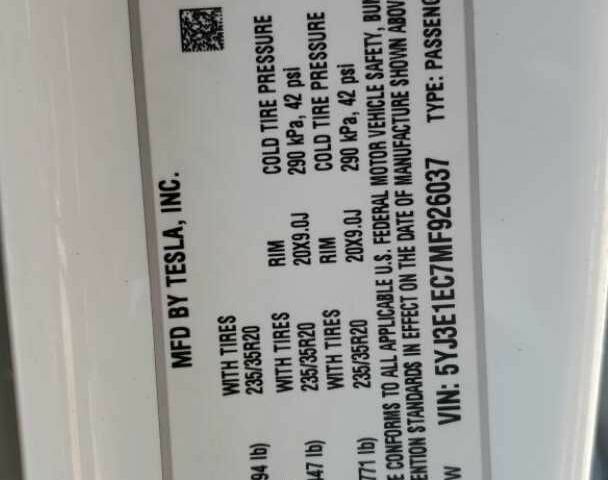 MFD BY TESLA, INC.
WITH TIRES
235/35R20 COLD TIRE PRESSURE
94 lb) WITH TIRES RIM 290 kPa, 42 psi
235/35R20 20X9.0J COLD TIRE PRESSURE
447 lb) WITH TIRES RIM 290 kPa, 42 psi
771 lb) 235/35R20 20X9.0J
E CONFORMS TO ALL APPLICABLE U.S. FEDERAL MOTOR VEHICLE SAFETY, BUM
ENTION STANDARDS IN EFFECT ON THE DATE OF MANUFACTURE SHOWN ABOV
VIN: 5YJ3E1EC7MF926037 TYPE: PASSENG